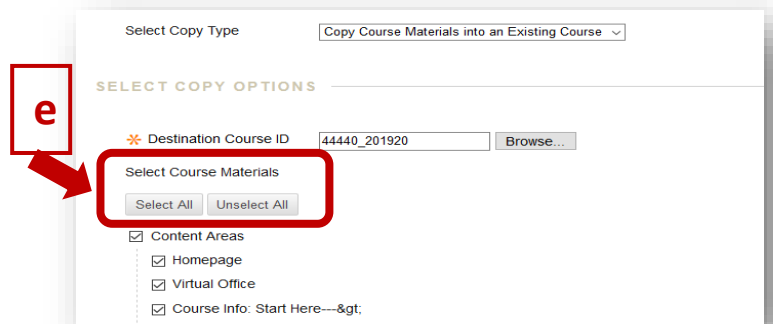 Select Copy Type Copy Course Materials into an Existing Course
SELECT COPY OPTIONS
e
Destination Course ID 44440_201920 Browse...
Select Course Materials
Select All Unselect All
Content Areas
Homepage
Virtual Office
Course Info: Start Here---&gt;